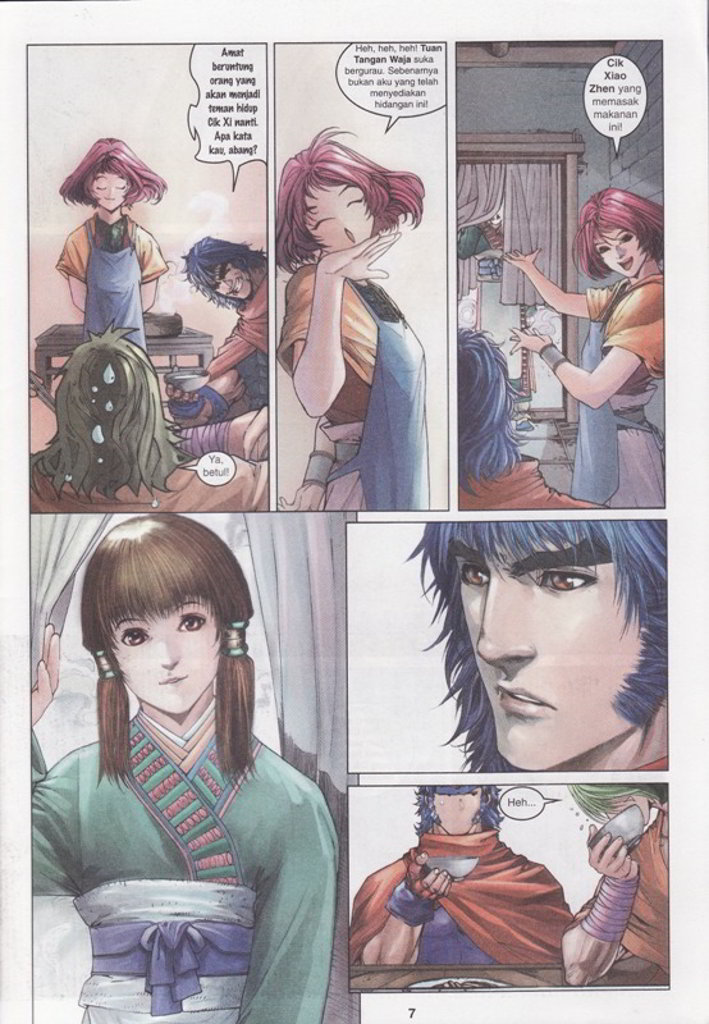 Amat
beruntung
orang yang
akan menjadi
teman hidup
Cik Xi nanti.
Apa kata
kau, abang?
Ya,
betul!
Heh, heh, heh! Tuan
Tangan Waja suka
bergurau. Sebenarnya
bukan aku yang telah
menyediakan
hidangan ini!
Cik
Xiao
Zhen yang
memasak
makanan
ini!
Heh...
7